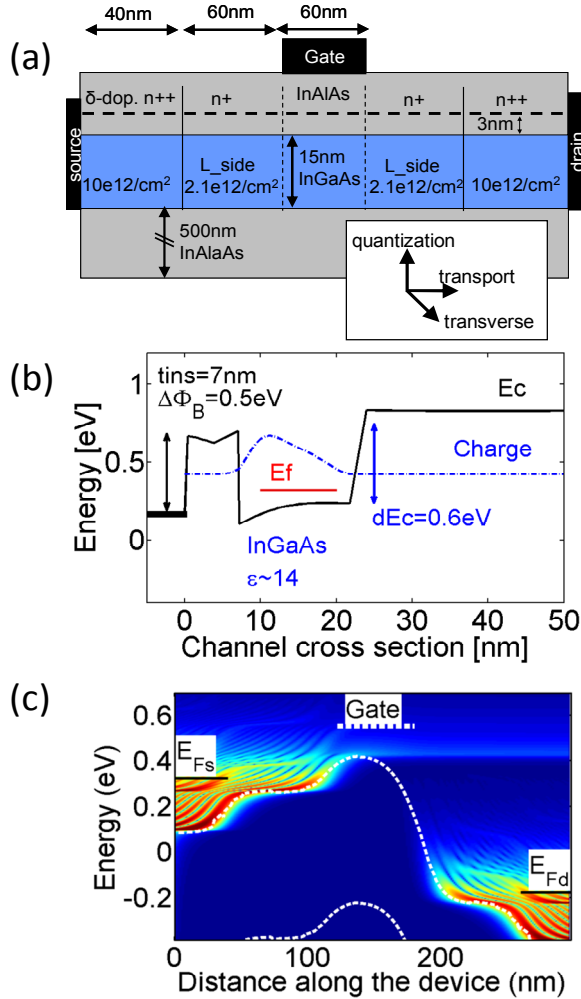 40nm 60nm 60nm
(a)
Gate
δ-dop. n++ n+ InAlAs n+ n++
3nm
source
drain
15nm
InGaAs
L_side
L_side
10e12/cm² 2.1e12/cm² 2.1e12/cm² 10e12/cm²
500nm
InAlaAs
quantization
transport
transverse
(b)
1
0.5
0
Energy [eV]
tins=7nm
ΔΦB=0.5eV
Ec
Charge
Ef
dEc=0.6eV
InGaAs
ε~14
0 10 20 30 40 50
Channel cross section [nm]
(c)
Gate
EFs
EFd
0.6
0.4
0.2
0
-0.2
Energy (eV)
0 100 200
Distance along the device (nm)